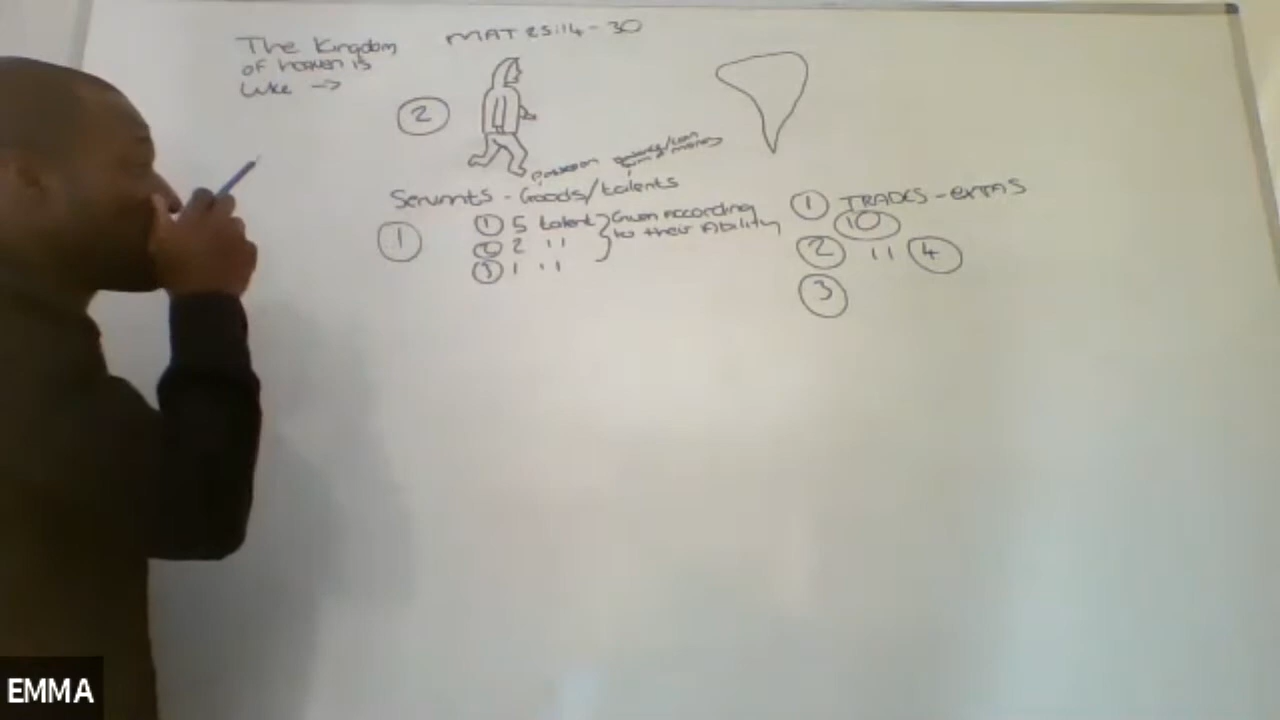 The Kingdom
of heaven is
Like →
MAT 25:14-30
2
Servants - Goods/talents
1
① 5 talent } Given According
② 2 '' } to their Ability
③ 1 ''
① TRADES - extras
10
② '' 4
③
EMMA